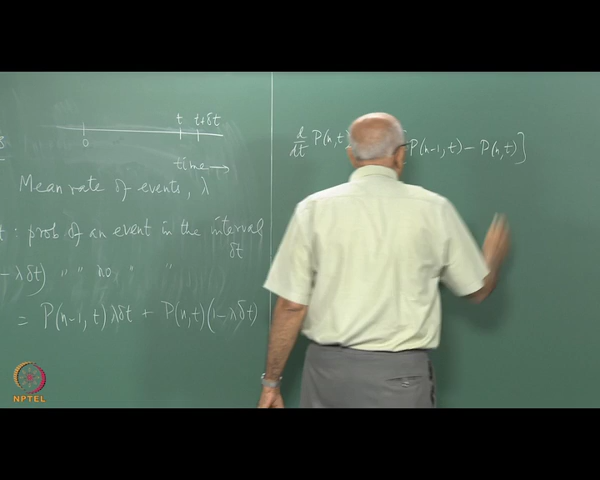 t t+δt
0
time →
Mean rate of events, λ
t : prob of an event in the interval
δt
- λδt) " " no " "
= P(n-1, t) λδt + P(n,t)(1-λδt)
d/dt P(n,t) P(n-1, t) - P(n,t)]
NPTEL